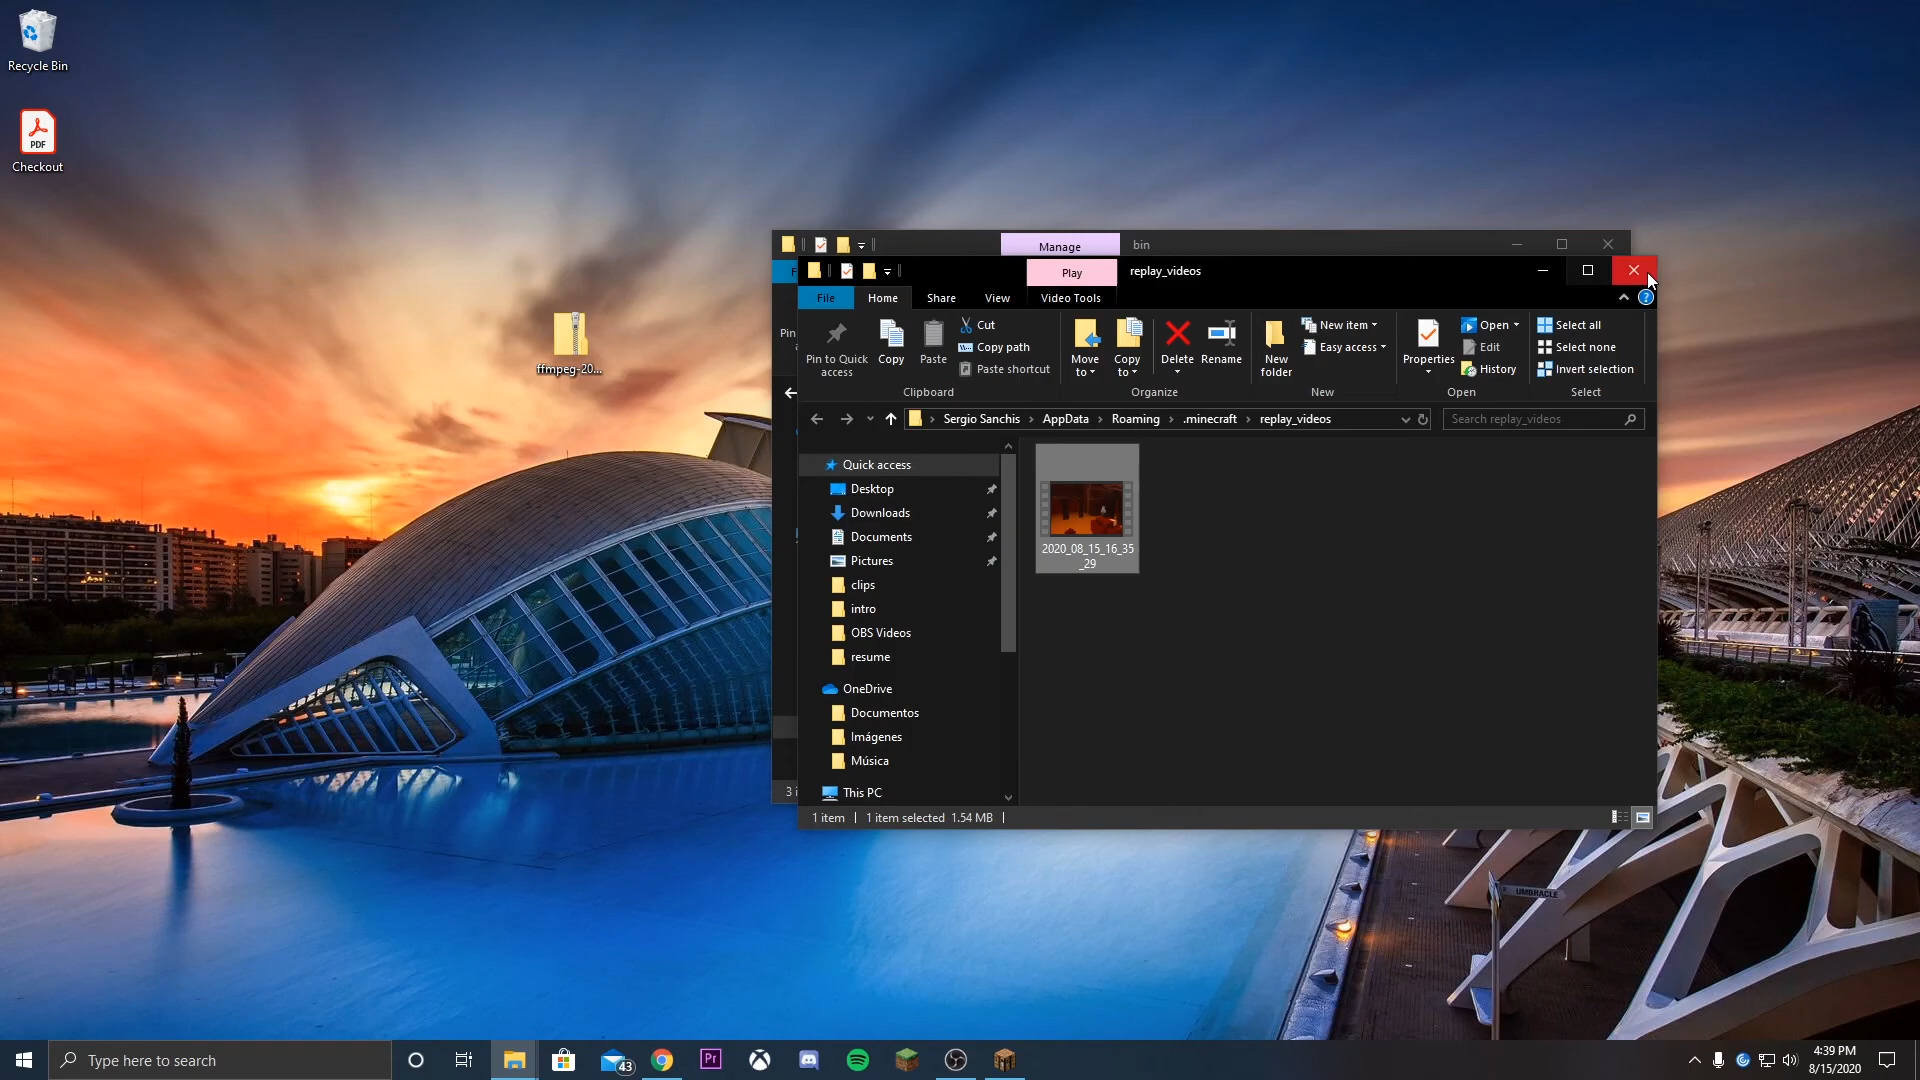 Recycle Bin
PDF
Checkout
ffmpeg-20...
Manage
bin
F
Pin
3 i
Play
replay_videos
File
Home
Share
View
Video Tools
Pin to Quick
access
Copy
Paste
Cut
Copy path
Paste shortcut
Clipboard
Move
to
Copy
to
Delete
Rename
Organize
New
folder
New item
Easy access
New
Properties
Open
Edit
History
Open
Select all
Select none
Invert selection
Select
Sergio Sanchis
AppData
Roaming
.minecraft
replay_videos
Search replay_videos
Quick access
Desktop
Downloads
Documents
Pictures
clips
intro
OBS Videos
resume
OneDrive
Documentos
Imágenes
Música
This PC
2020_08_15_16_35
_29
1 item
1 item selected 1.54 MB
UMBRACLE
Type here to search
43
Pr
4:39 PM
8/15/2020